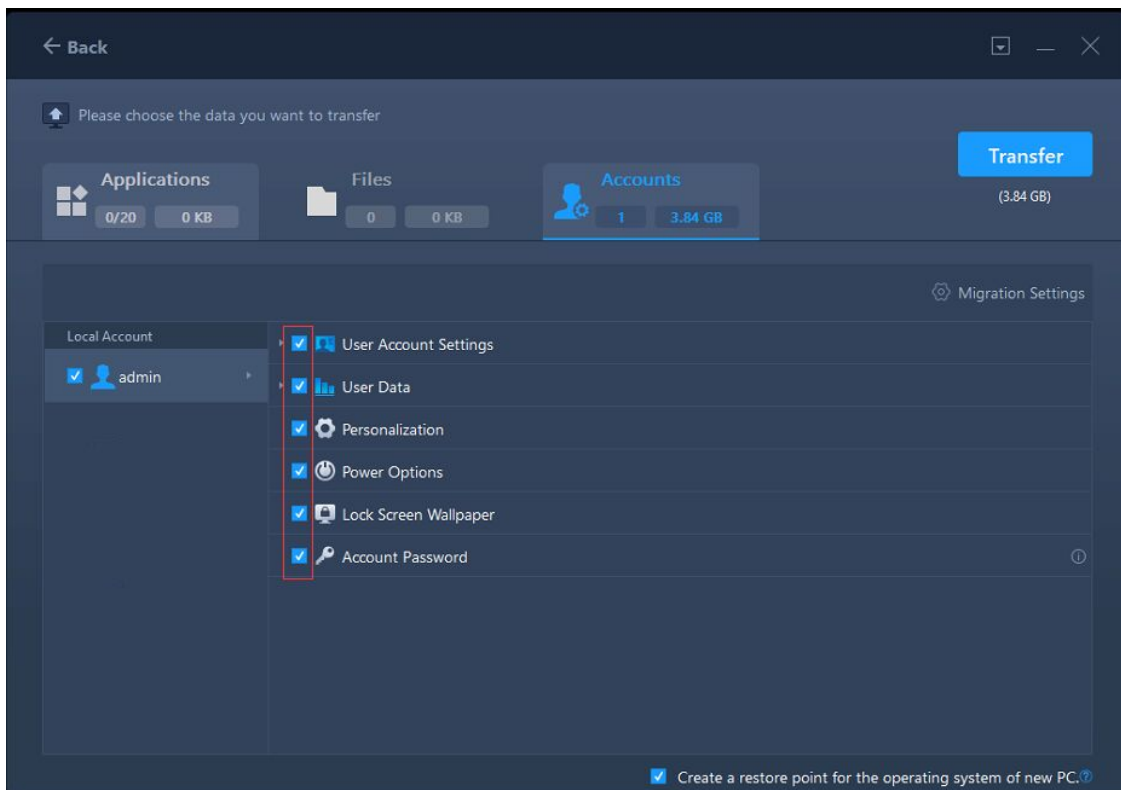 Back
Please choose the data you want to transfer
Transfer
(3.84 GB)
Applications
0/20 0 KB
Files
0 0 KB
Accounts
1 3.84 GB
Migration Settings
Local Account
admin
User Account Settings
User Data
Personalization
Power Options
Lock Screen Wallpaper
Account Password
Create a restore point for the operating system of new PC.?